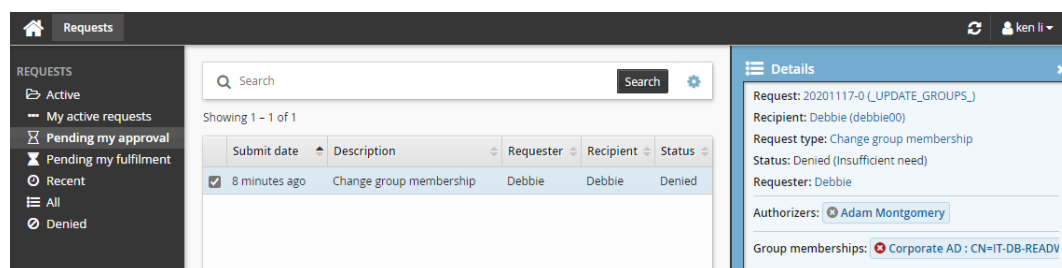 Requests
ken li
REQUESTS
Active
My active requests
Pending my approval
Pending my fulfilment
Recent
All
Denied
Search
Search
Showing 1 – 1 of 1
Submit date Description Requester Recipient Status
8 minutes ago Change group membership Debbie Debbie Denied
Details
Request: 20201117-0 (_UPDATE_GROUPS_)
Recipient: Debbie (debbie00)
Request type: Change group membership
Status: Denied (Insufficient need)
Requester: Debbie
Authorizers: Adam Montgomery
Group memberships: Corporate AD : CN=IT-DB-READ